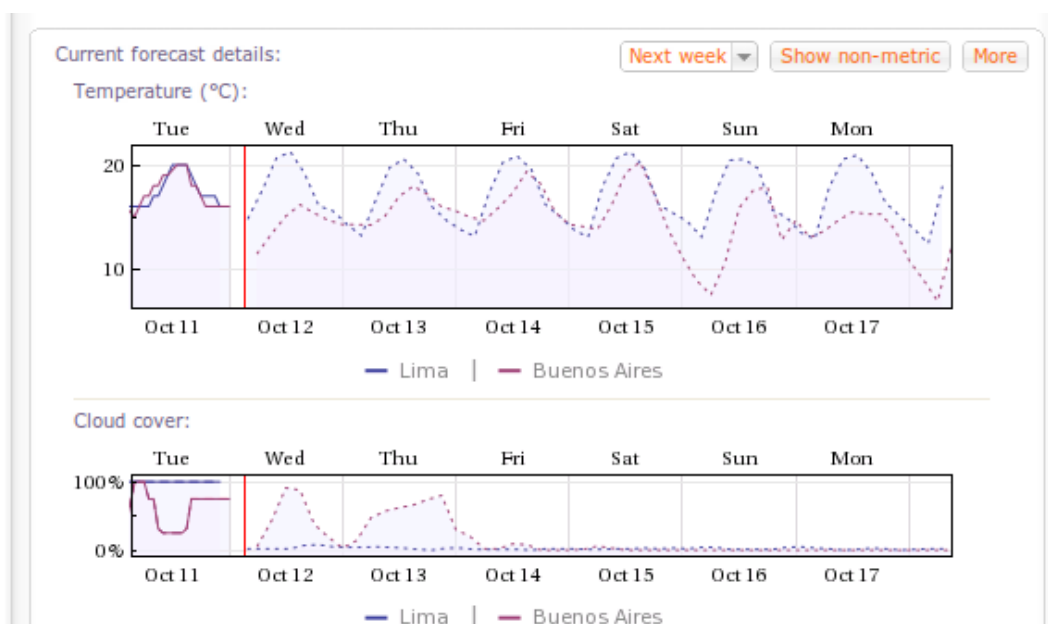 Current forecast details: Next week Show non-metric More
Temperature (°C):
Tue Wed Thu Fri Sat Sun Mon
20
10
Oct 11 Oct 12 Oct 13 Oct 14 Oct 15 Oct 16 Oct 17
Lima | Buenos Aires
Cloud cover:
Tue Wed Thu Fri Sat Sun Mon
100%
0%
Oct 11 Oct 12 Oct 13 Oct 14 Oct 15 Oct 16 Oct 17
Lima | Buenos Aires